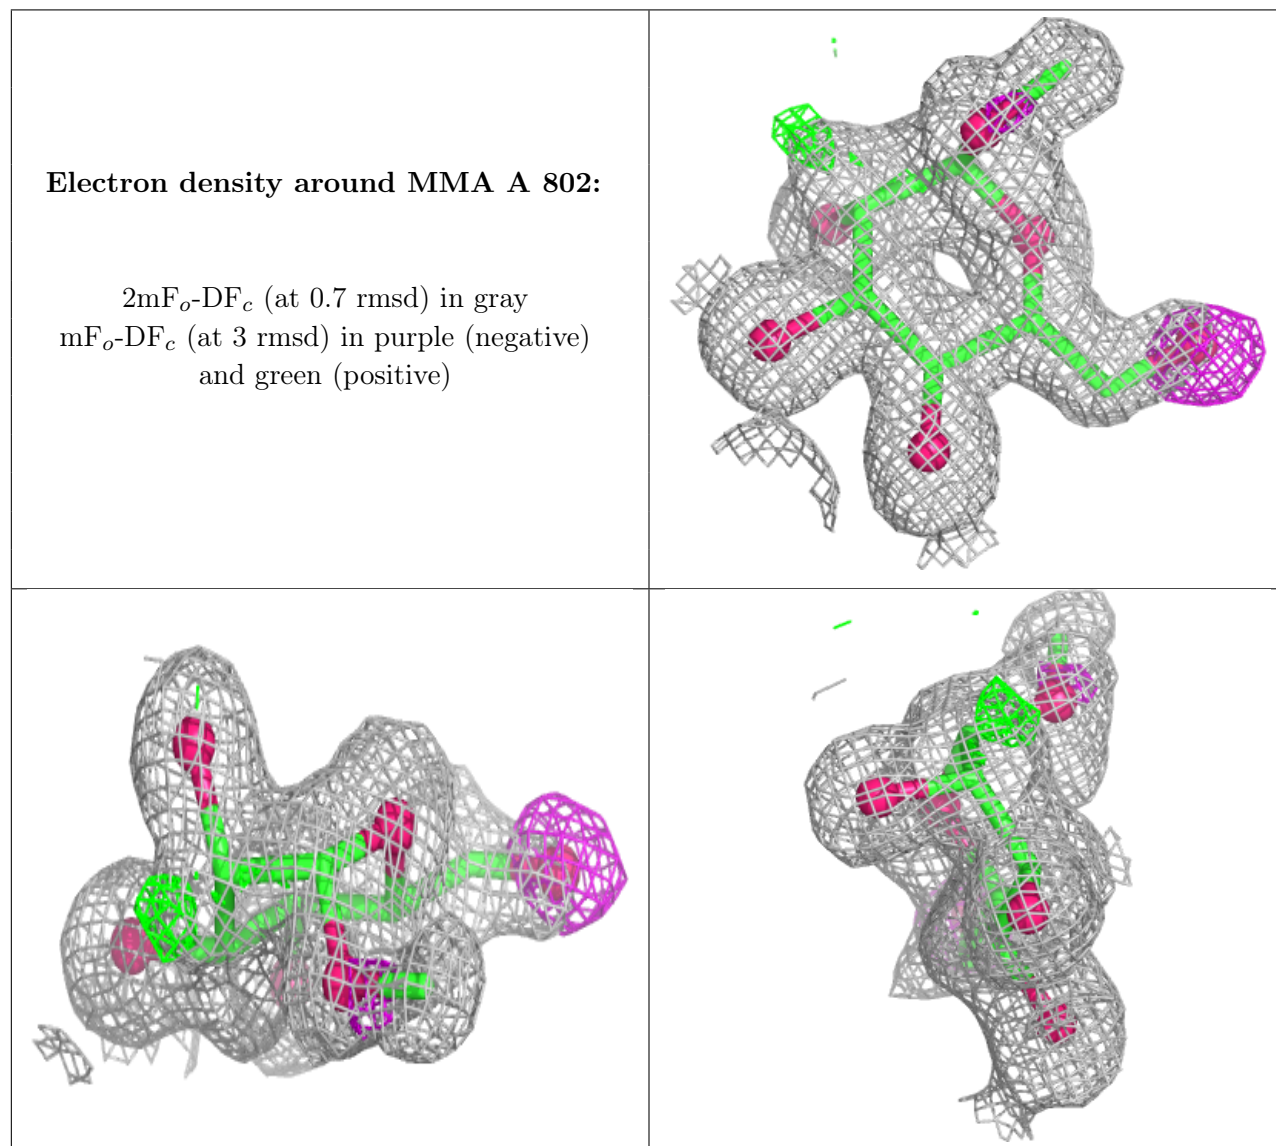 Electron density around MMA A 802:
2mFo-DFc (at 0.7 rmsd) in gray
mFo-DFc (at 3 rmsd) in purple (negative)
and green (positive)